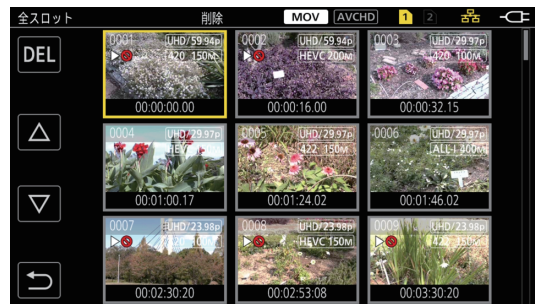 全スロット 削除 MOV AVCHD 1 2
DEL
0001 UHD/59.94p
420 150M
00:00:00.00
0002 UHD/59.94p
HEVC 200M
00:00:16.00
0003 UHD/29.97p
420 100M
00:00:32.15
0004 UHD/29.97p
HEVC
00:01:00.17
0005 UHD/29.97p
422 150M
00:01:24.02
0006 UHD/29.97p
ALL-I 400M
00:01:46.02
0007 UHD/23.98p
420 100M
00:02:30:20
0008 UHD/23.98p
HEVC 150M
00:02:53:08
0009 UHD/23.98p
422 150M
00:03:30:20